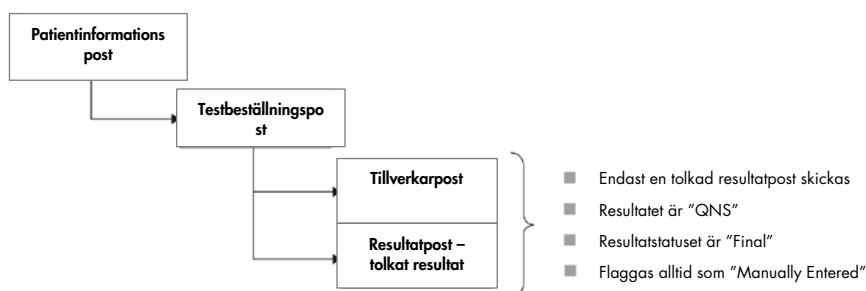 Patientinformations
post
Testbeställningspo
st
Tillverkarpost
Resultatpost –
tolkat resultat
Endast en tolkad resultatpost skickas
Resultatet är ”QNS”
Resultatstatuset är ”Final”
Flaggas alltid som ”Manually Entered”